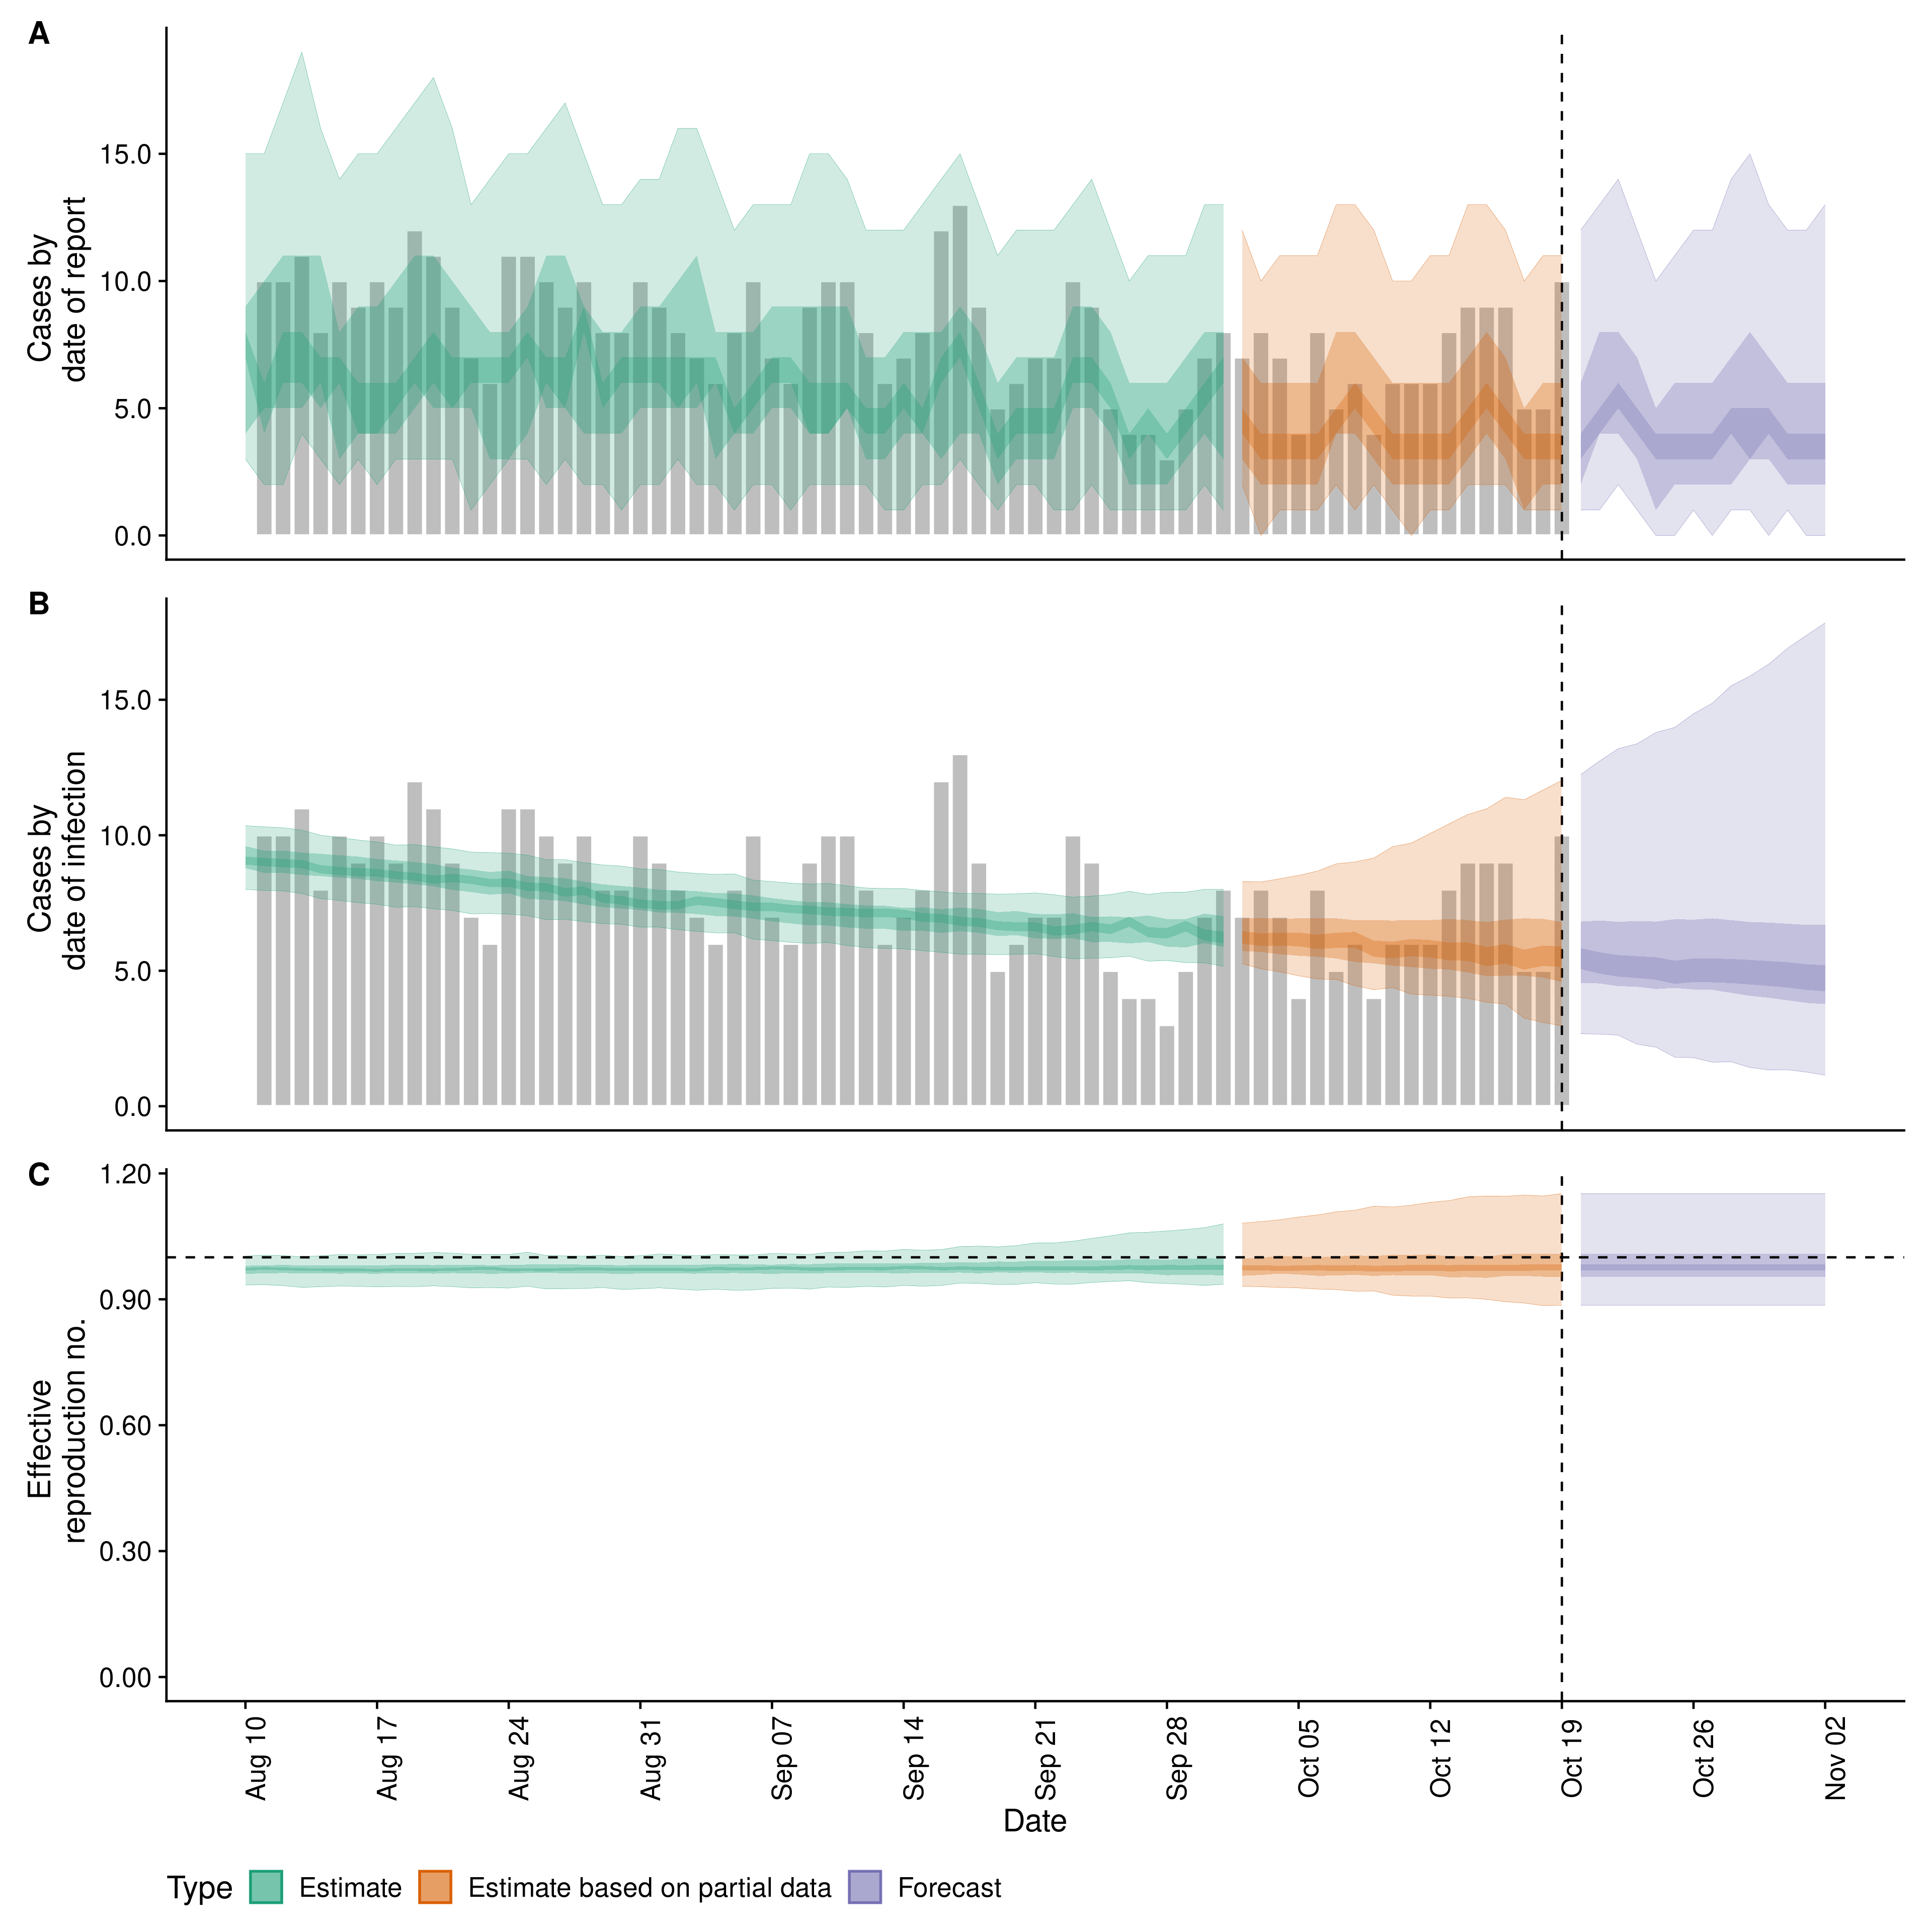 A
Cases by
date of report
15.0
10.0
5.0
0.0
B
Cases by
date of infection
15.0
10.0
5.0
0.0
C
Effective
reproduction no.
1.20
0.90
0.60
0.30
0.00
Aug 10
Aug 17
Aug 24
Aug 31
Sep 07
Sep 14
Sep 21
Sep 28
Oct 05
Oct 12
Oct 19
Oct 26
Nov 02
Date
Type Estimate Estimate based on partial data Forecast